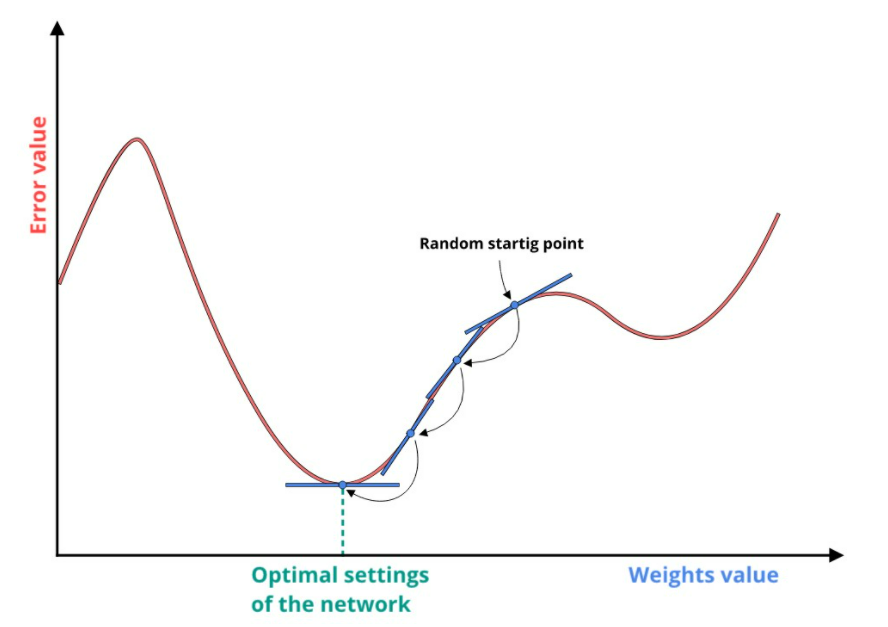 Error value
Random startig point
Optimal settings
of the network
Weights value